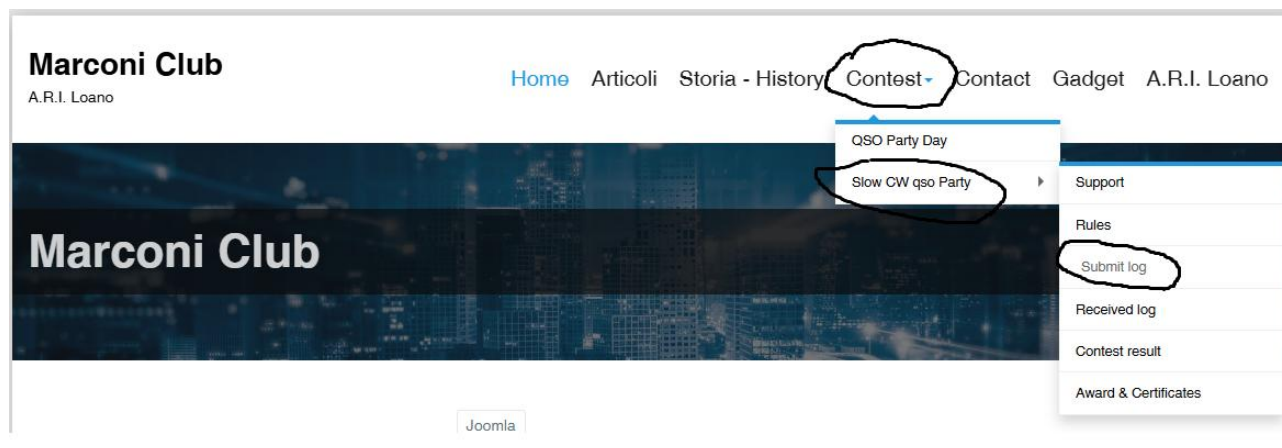 Marconi Club
A.R.I. Loano
Home Articoli Storia - History Contest Contact Gadget A.R.I. Loano
QSO Party Day
Slow CW qso Party
Support
Rules
Submit log
Received log
Contest result
Award & Certificates
Marconi Club
Joomla